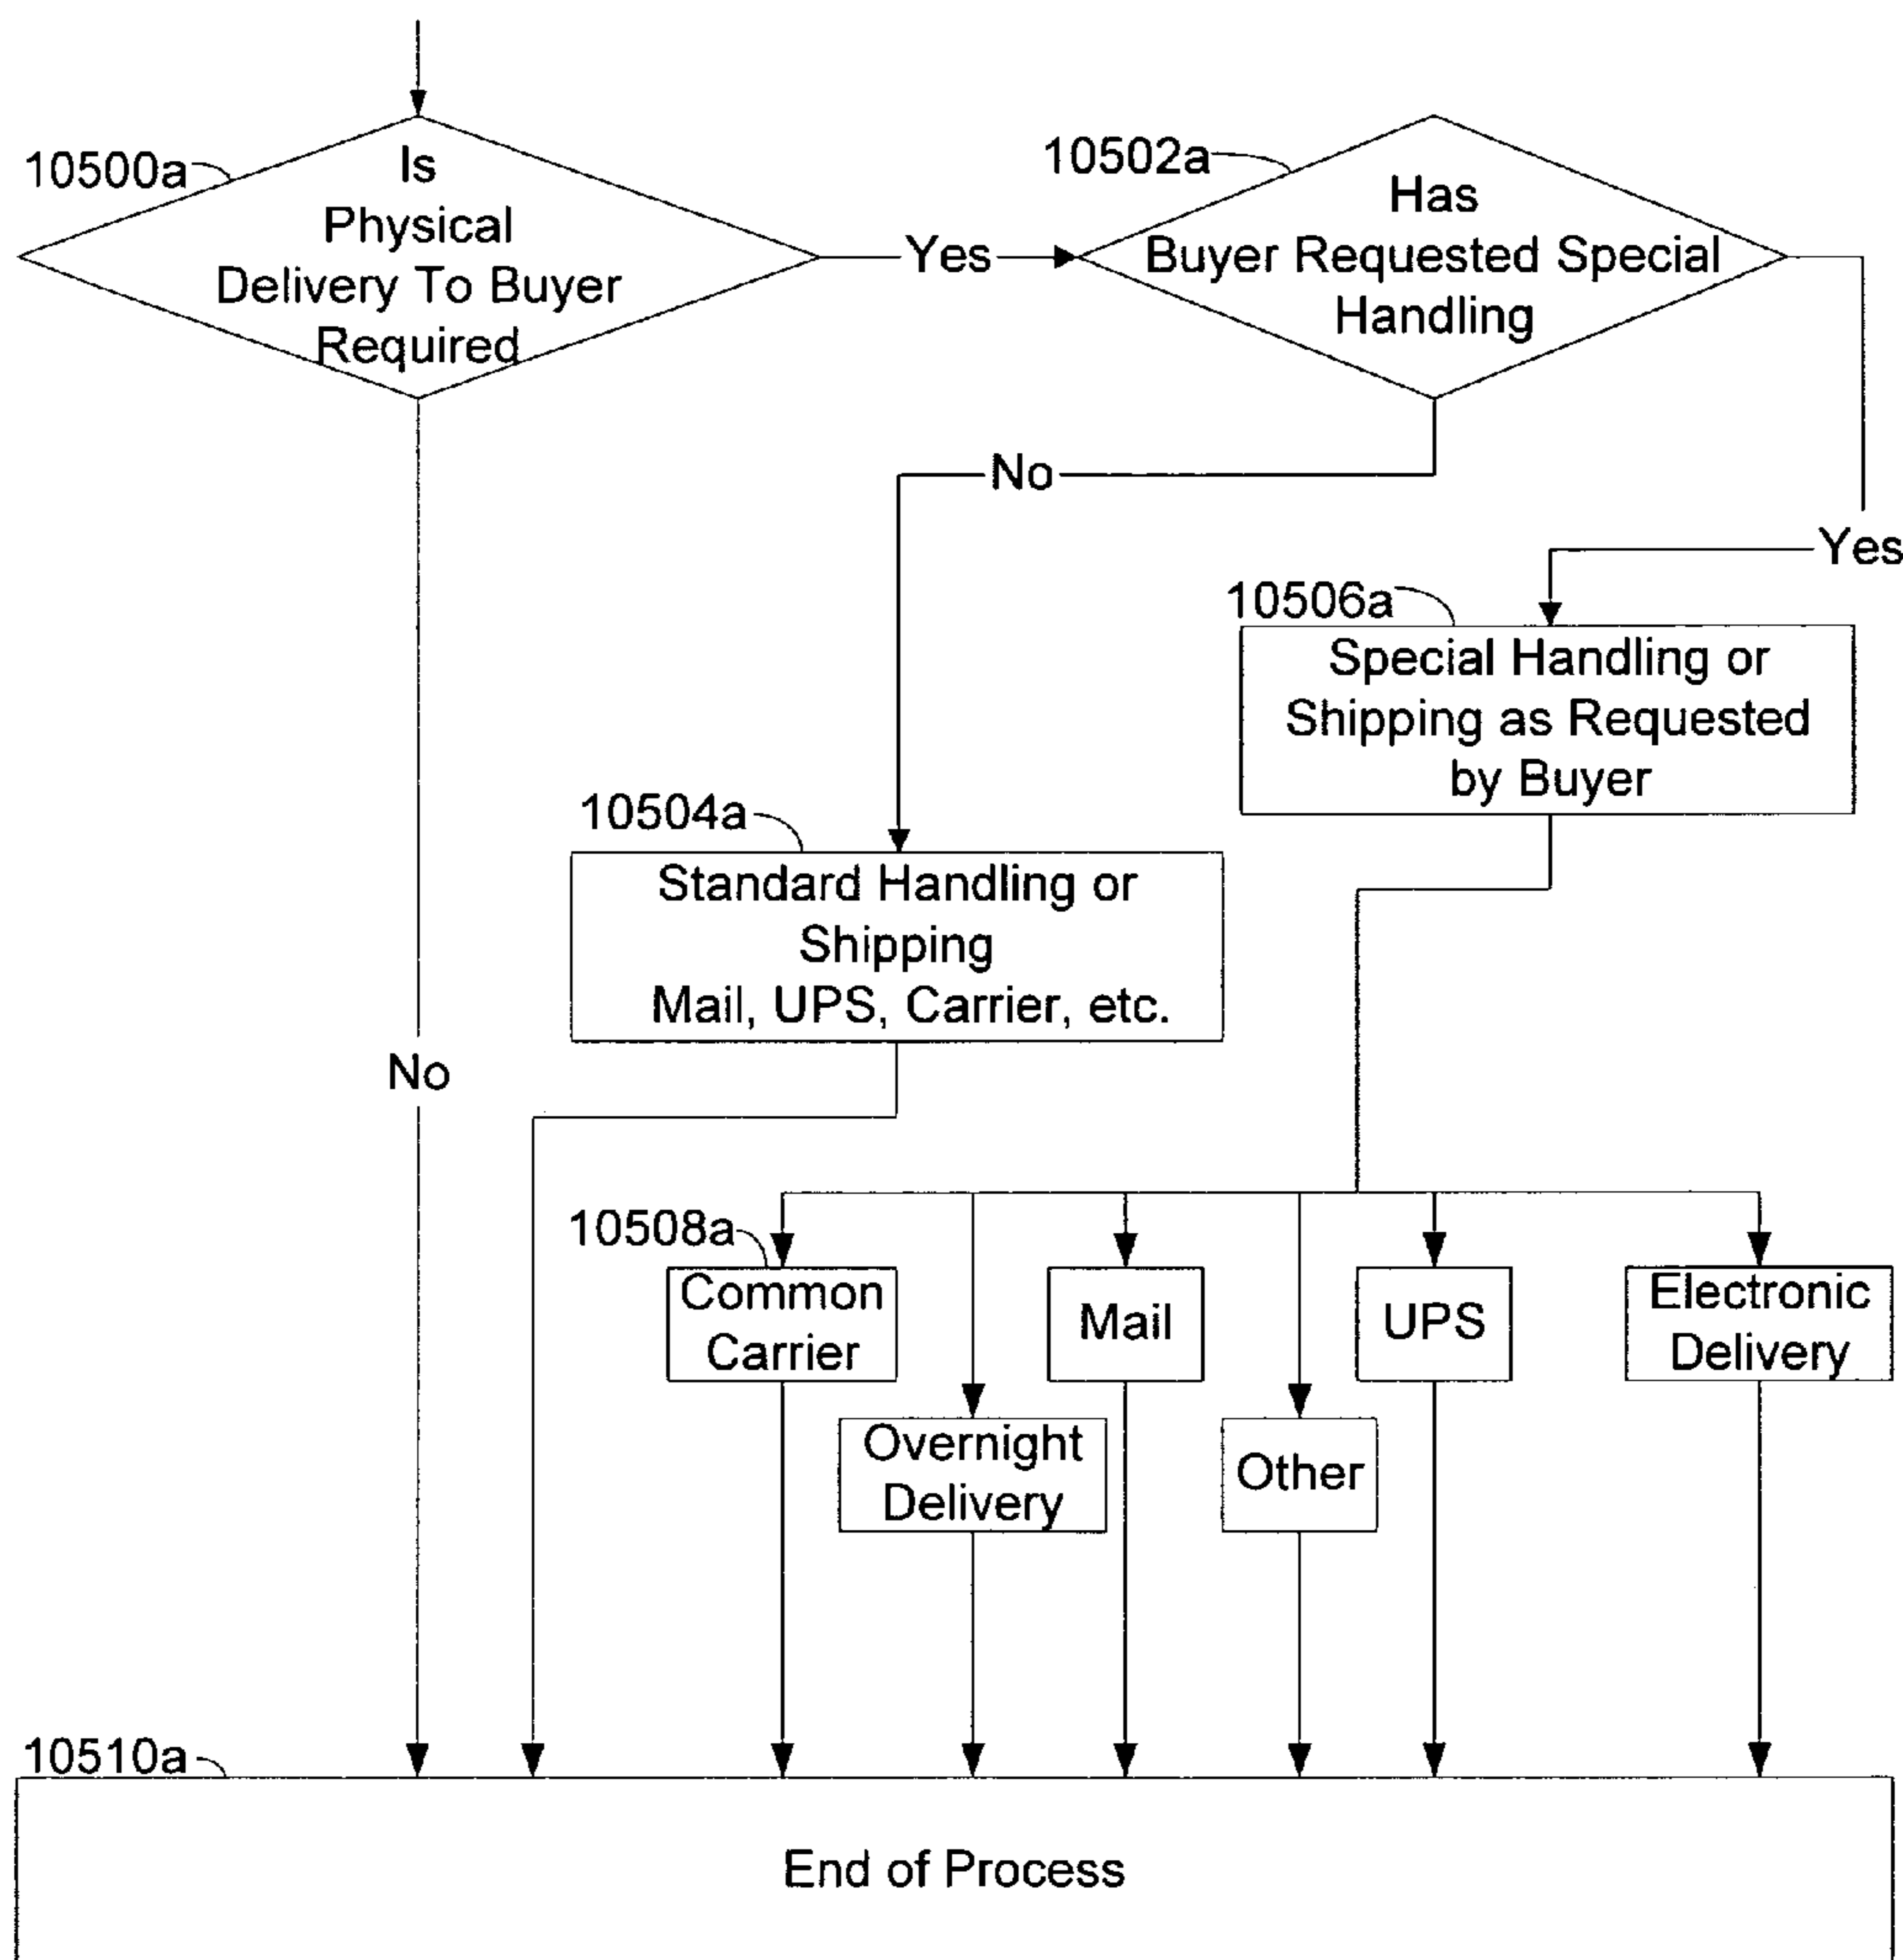 10500a
Is
Physical
Delivery To Buyer
Required
Yes
10502a
Has
Buyer Requested Special
Handling
No
Yes
10506a
Special Handling or
Shipping as Requested
by Buyer
10504a
Standard Handling or
Shipping
Mail, UPS, Carrier, etc.
No
10508a
Common
Carrier
Mail
UPS
Electronic
Delivery
Overnight
Delivery
Other
10510a
End of Process